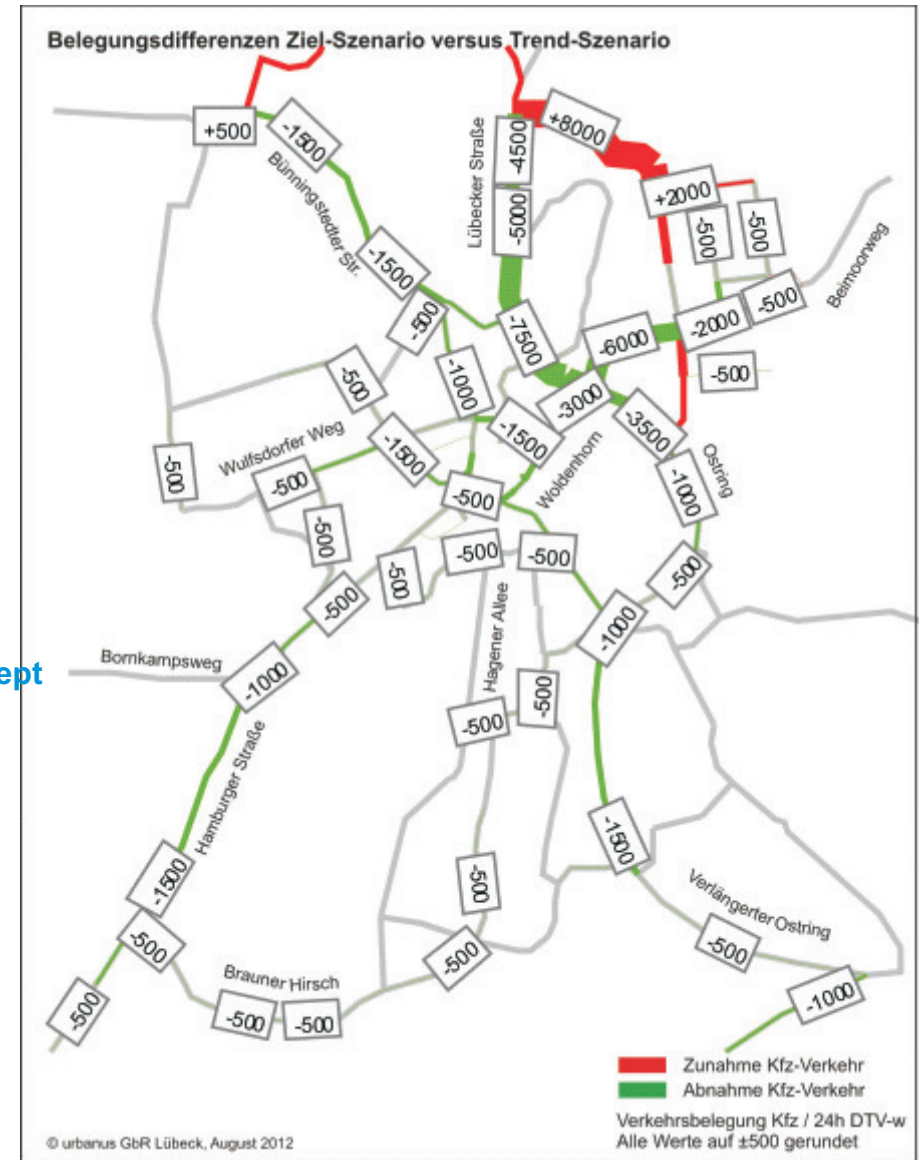 Belegungsdifferenzen Ziel-Szenario versus Trend-Szenario
+500
-1500
Bünningstedter Str.
-1500
-500
-1000
Lübecker Straße
-4500
-5000
-7500
+8000
+2000
-500
-500
Beimoorweg
-500
-2000
-6000
-500
-3000
-3500
Ostring
-1000
-500
-500
Wulfsdorfer Weg
-1500
-500
-500
-500
-1500
Woldenhorn
-500
-500
-500
-500
-500
-1000
Bornkampsweg
ept
-1000
Hagener Allee
-500
-500
Hamburger Straße
-1500
-1500
-500
-500
Verlängerter Ostring
-500
-500
-500
Brauner Hirsch
-500
-500
-500
-1000
Zunahme Kfz-Verkehr
Abnahme Kfz-Verkehr
Verkehrsbelegung Kfz / 24h DTV-w
Alle Werte auf ±500 gerundet
© urbanus GbR Lübeck, August 2012